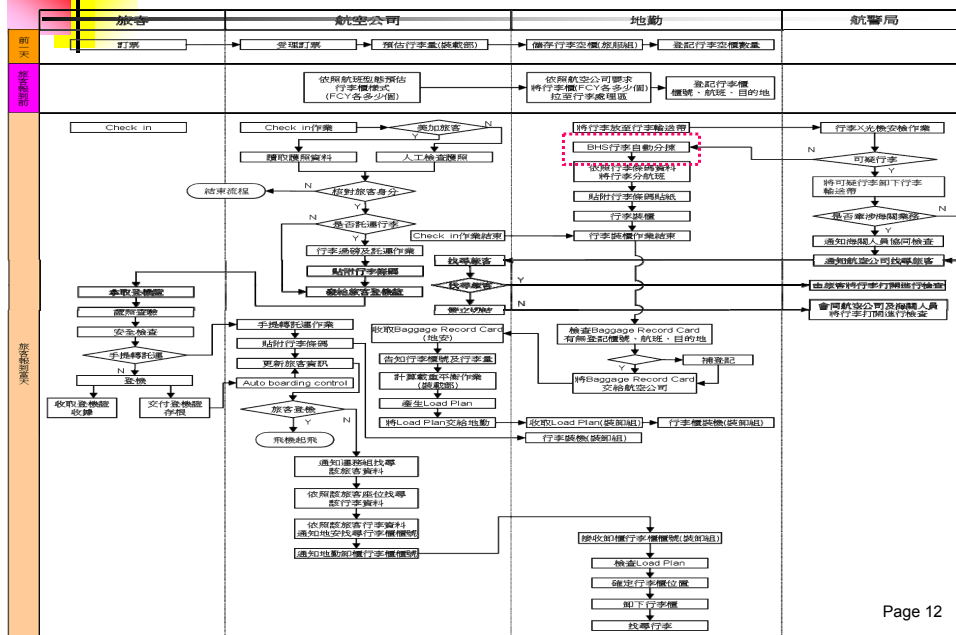 旅客
航空公司
地勤
航警局
前一天
訂票
受理訂票
預估行李量(裝載部)
儲存行李空櫃(旅服組)
登記行李空櫃數量
旅客報到前
依照航班型態預估
行李櫃樣式
(FCY各多少個)
依照航空公司要求
將行李櫃(FCY各多少個)
拉至行李處理區
登記行李櫃
櫃號、航班、目的地
旅客報到當天
Check in
Check in作業
美加旅客
N
Y
讀取護照資料
人工檢查護照
核對旅客身分
N
結束流程
Y
是否託運行李
N
Y
行李過磅及託運作業
貼附行李條碼
發給旅客登機證
將行李放至行李輸送帶
BHS行李自動分揀
依照行李條碼資料
將行李分航班
貼附行李條碼貼紙
行李裝櫃
Check in作業結束
行李裝櫃作業結束
行李X光機安檢作業
可疑行李
N
Y
將可疑行李卸下行李
輸送帶
是否牽涉海關業務
N
Y
通知海關人員協同檢查
通知航空公司找尋旅客
找尋旅客
找尋旅客
Y
N
簽立切結
由旅客將行李打開進行檢查
會同航空公司及海關人員
將行李打開進行檢查
拿取登機證
證照查驗
安全檢查
手提轉託運
Y
N
登機
收取登機證
收據
交付登機證
存根
手提轉託運作業
貼附行李條碼
更新旅客資訊
Auto boarding control
旅客登機
N
Y
飛機起飛
收取Baggage Record Card
(地安)
告知行李櫃號及行李量
計算載重平衡作業
(裝載部)
產生Load Plan
將Load Plan交給地勤
檢查Baggage Record Card
有無登記櫃號、航班、目的地
N
Y
補登記
將Baggage Record Card
交給航空公司
收取Load Plan(裝卸組)
行李櫃裝機(裝卸組)
行李裝機(裝卸組)
通知運務組找尋
該旅客資料
依照該旅客座位找尋
該行李資料
依照該旅客行李資料
通知地安找尋行李櫃櫃號
通知地勤卸櫃行李櫃櫃號
接收卸櫃行李櫃櫃號(裝卸組)
檢查Load Plan
確定行李櫃位置
卸下行李櫃
找尋行李
Page 12